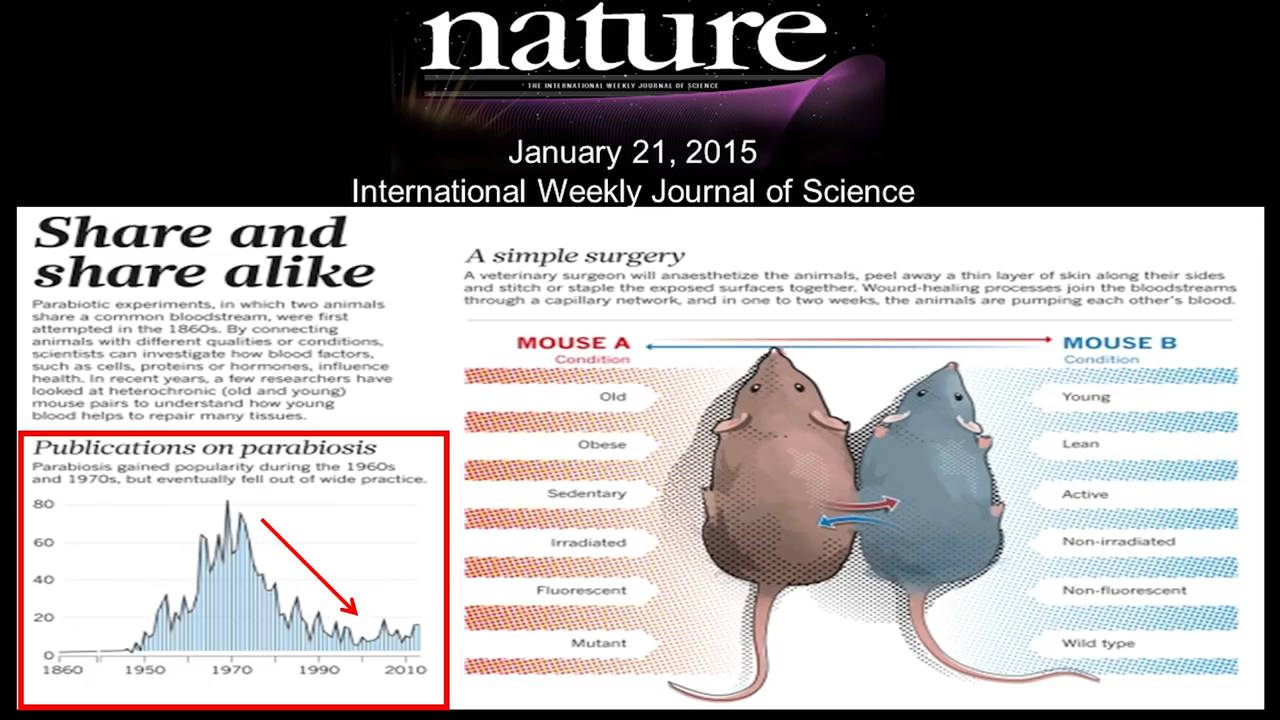 nature
THE INTERNATIONAL WEEKLY JOURNAL OF SCIENCE
January 21, 2015
International Weekly Journal of Science
Share and
share alike
Parabiotic experiments, in which two animals
share a common bloodstream, were first
attempted in the 1860s. By connecting
animals with different qualities or conditions,
scientists can investigate how blood factors,
such as cells, proteins or hormones, influence
health. In recent years, a few researchers have
looked at heterochronic (old and young)
mouse pairs to understand how young
blood helps to repair many tissues.
Publications on parabiosis
Parabiosis gained popularity during the 1960s
and 1970s, but eventually fell out of wide practice.
80
60
40
20
0
1860 1950 1970 1990 2010
A simple surgery
A veterinary surgeon will anaesthetize the animals, peel away a thin layer of skin along their sides
and stitch or staple the exposed surfaces together. Wound-healing processes join the bloodstreams
through a capillary network, and in one to two weeks, the animals are pumping each other's blood.
MOUSE A MOUSE B
Condition Condition
Old Young
Obese Lean
Sedentary Active
Irradiated Non-irradiated
Fluorescent Non-fluorescent
Mutant Wild type